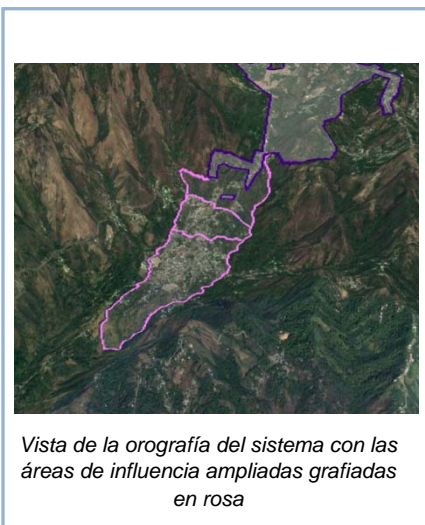 Vista de la orografía del sistema con las
áreas de influencia ampliadas grafiadas
en rosa